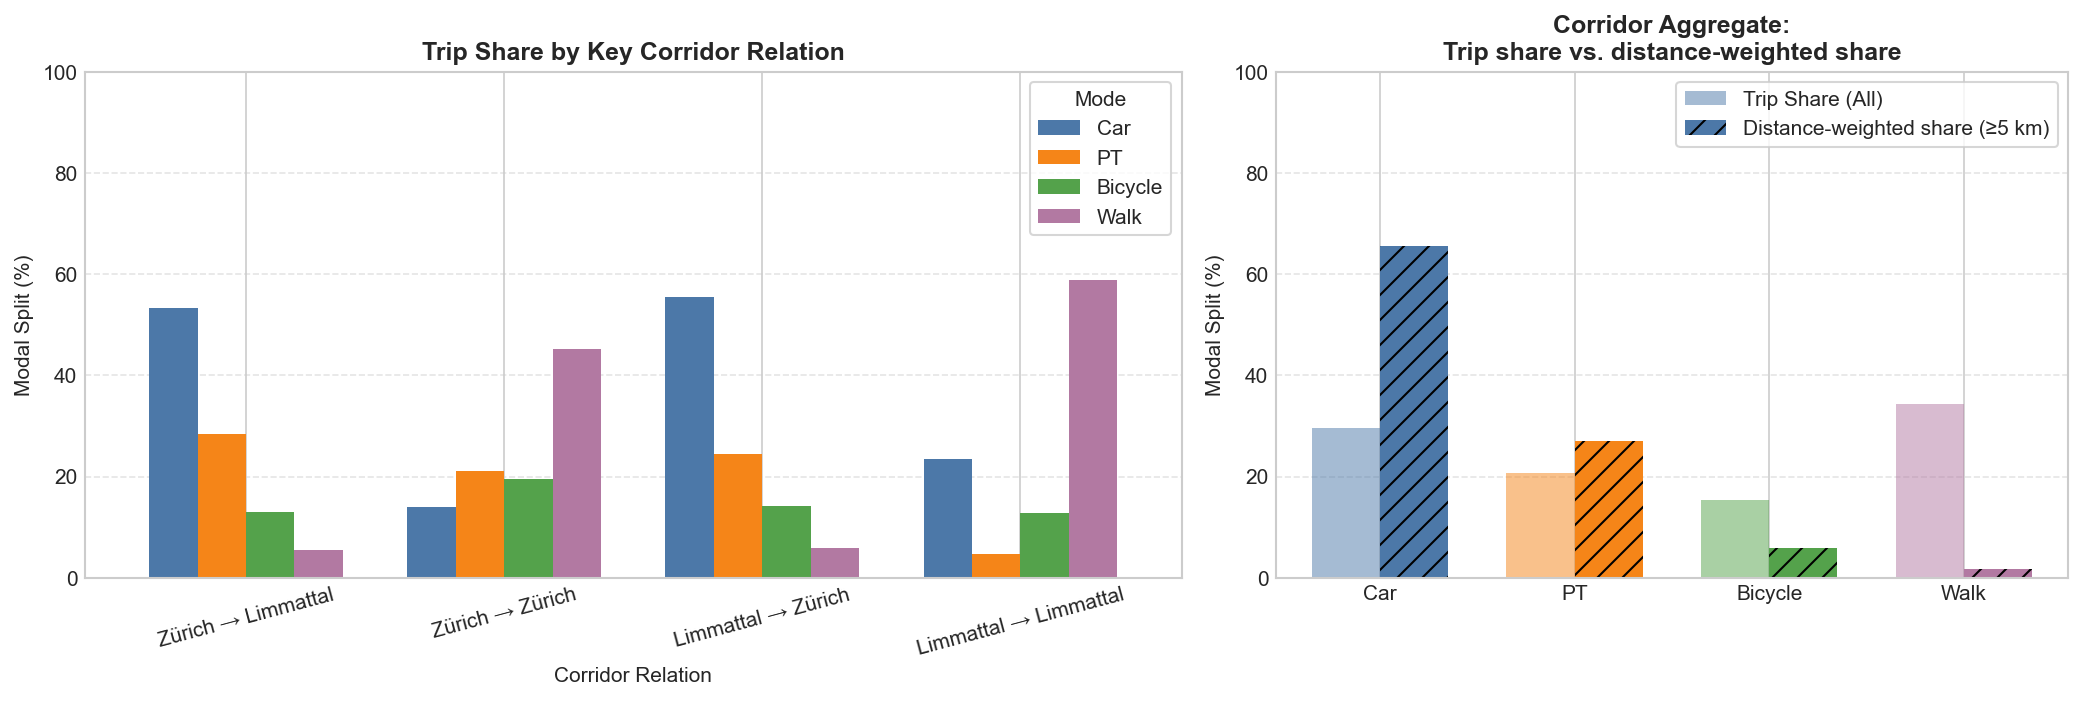 Trip Share by Key Corridor Relation
Modal Split (%)
100
80
60
40
20
0
Mode
Car
PT
Bicycle
Walk
Zürich → Limmattal
Zürich → Zürich
Limmattal → Zürich
Limmattal → Limmattal
Corridor Relation
Corridor Aggregate:
Trip share vs. distance-weighted share
Modal Split (%)
100
80
60
40
20
0
Trip Share (All)
Distance-weighted share (≥5 km)
Car
PT
Bicycle
Walk